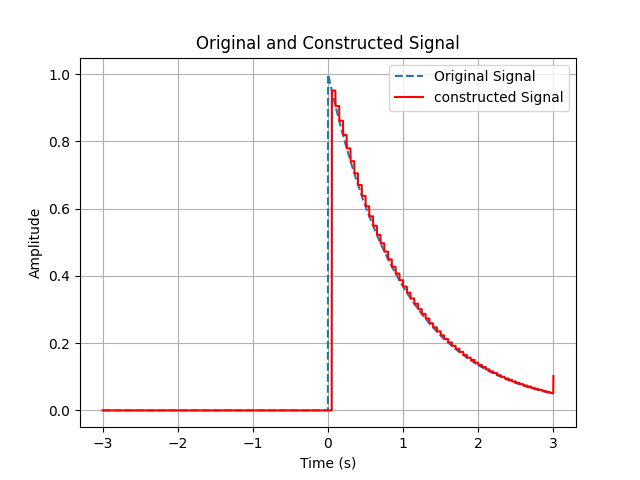 Original and Constructed Signal
Original Signal
constructed Signal
1.0
0.8
0.6
0.4
0.2
0.0
Amplitude
−3 −2 −1 0 1 2 3
Time (s)